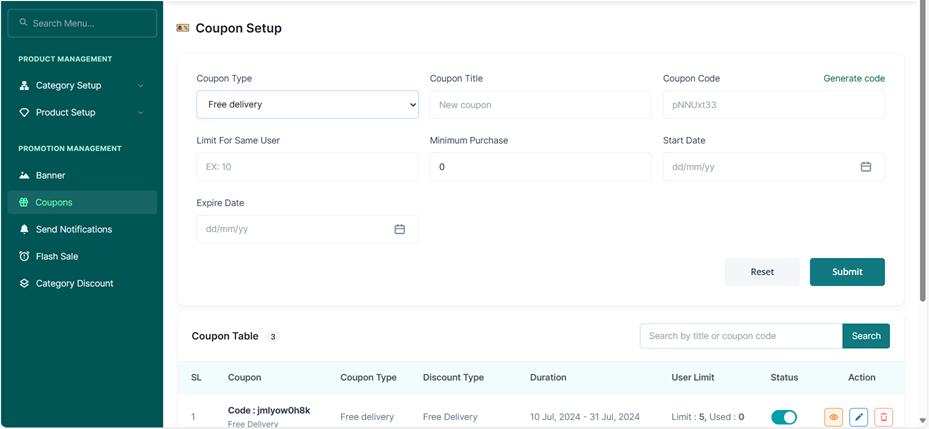 Search Menu...
PRODUCT MANAGEMENT
Category Setup
Product Setup
PROMOTION MANAGEMENT
Banner
Coupons
Send Notifications
Flash Sale
Category Discount
Coupon Setup
Coupon Type
Coupon Title
Coupon Code
Generate code
Free delivery
New coupon
pNNUxt33
Limit For Same User
Minimum Purchase
Start Date
EX: 10
0
dd/mm/yy
Expire Date
dd/mm/yy
Reset
Submit
Coupon Table 3
Search by title or coupon code
Search
SL Coupon Coupon Type Discount Type Duration User Limit Status Action
1 Code : jmlyow0h8k Free delivery Free Delivery 10 Jul, 2024 - 31 Jul, 2024 Limit : 5, Used : 0
Free Delivery